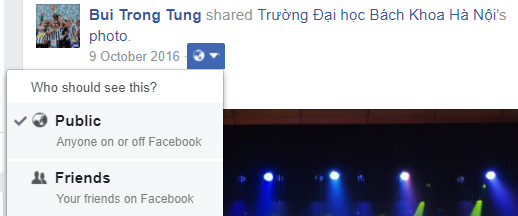 Bui Trong Tung shared Trường Đại học Bách Khoa Hà Nội's
photo.
9 October 2016 ·
Who should see this?
Public
Anyone on or off Facebook
Friends
Your friends on Facebook